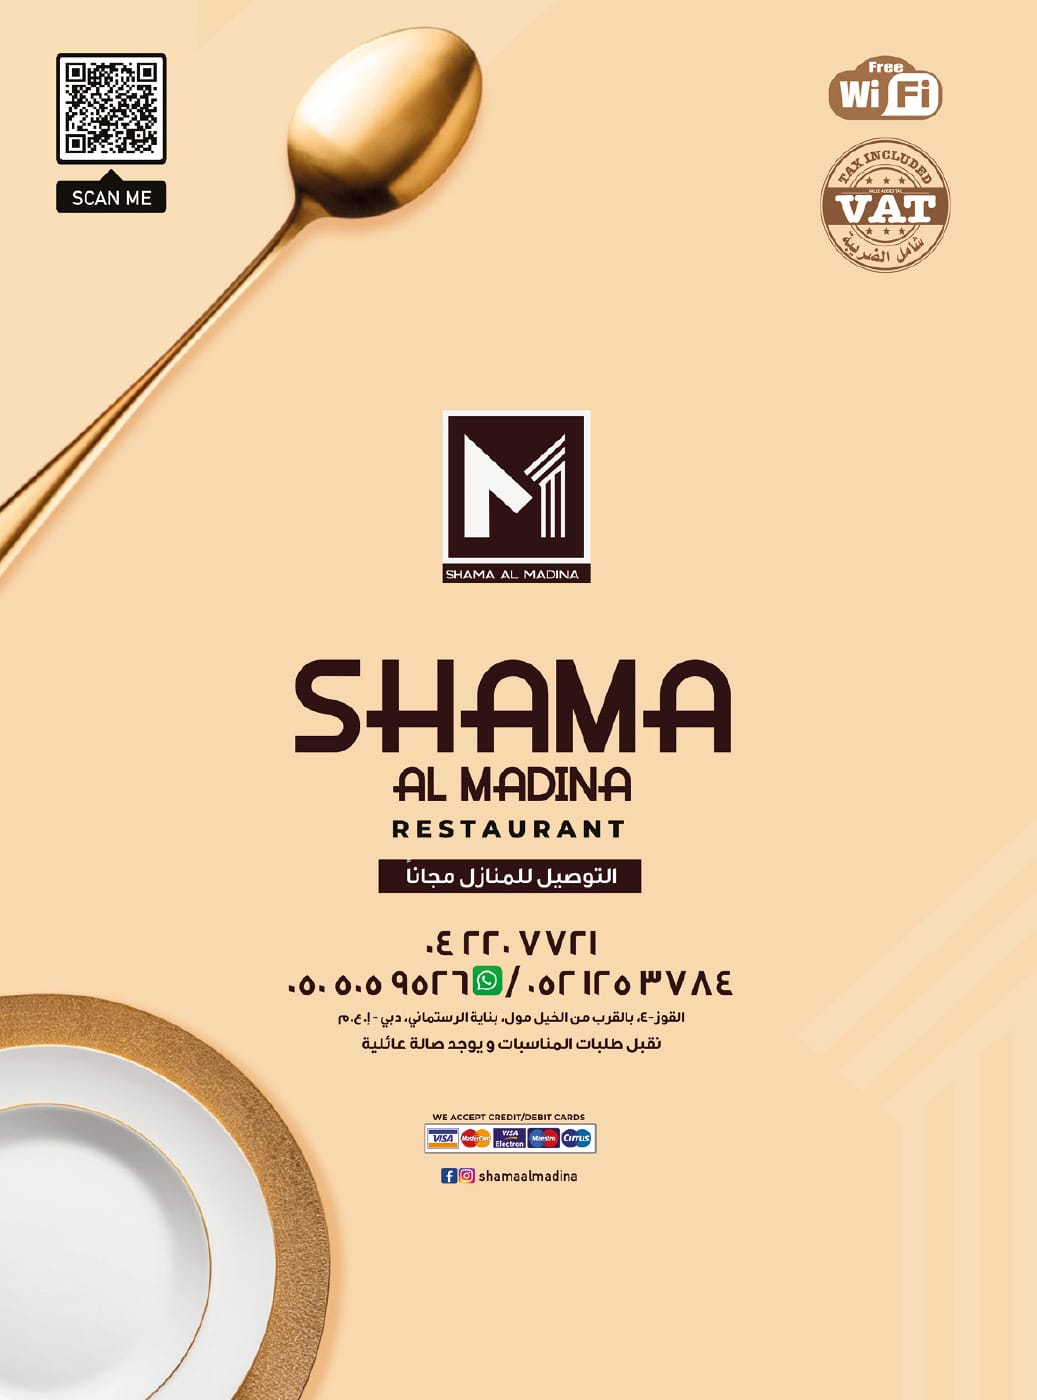 SCAN ME
Free
Wi Fi
TAX INCLUDED
VAT
شامل الضريبة
SHAMA AL MADINA
SHAMA
AL MADINA
RESTAURANT
التوصيل للمنازل مجاناً
٠٤ ٢٢٠ ٧٧٢١
٠٥٠ ٥٠٥ ٩٥٢٦ / ٠٥٢ ١٢٥ ٣٧٨٤
القوز-٤، بالقرب من الخيل مول، بناية الرستماني، دبي - إ.ع.م
نقبل طلبات المناسبات و يوجد صالة عائلية
WE ACCEPT CREDIT/DEBIT CARDS
VISA MasterCard VISA Electron Maestro Cirrus
shamaalmadina